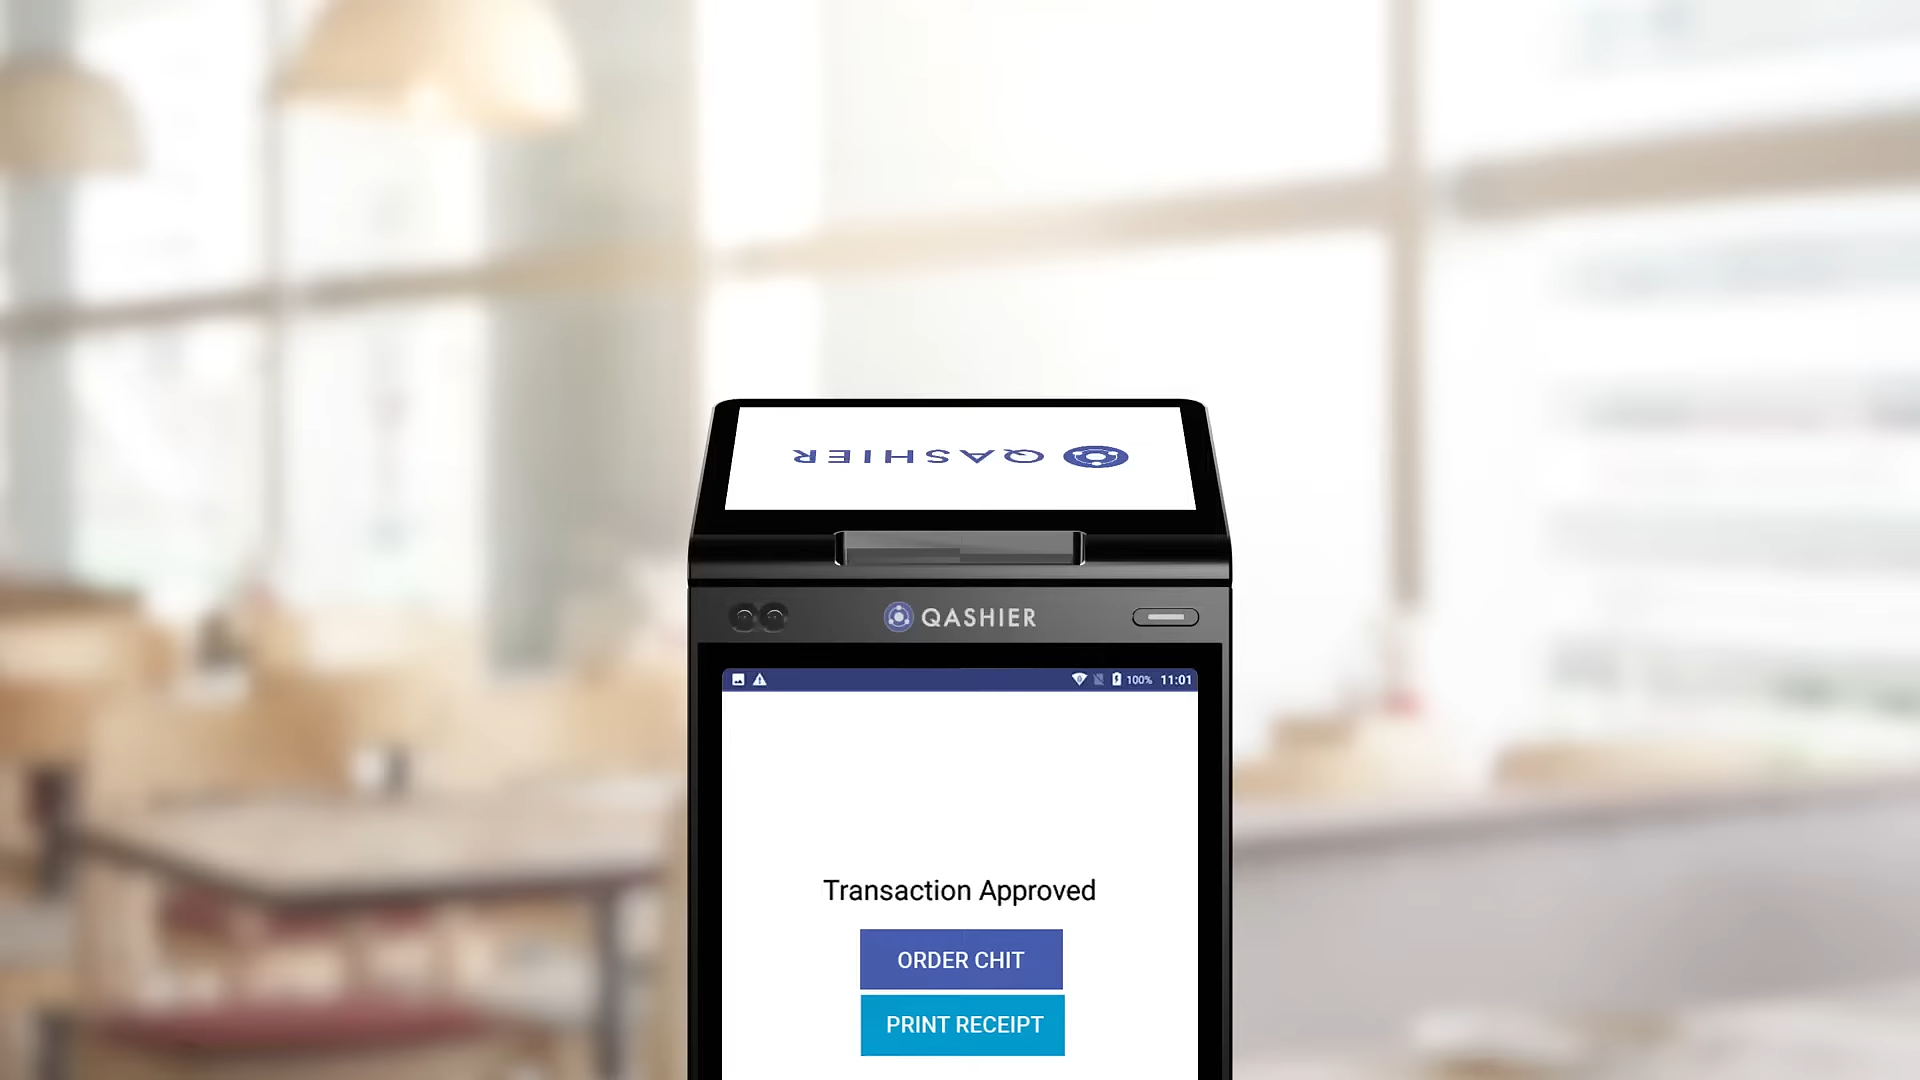 QASHIER
QASHIER
100% 11:01
Transaction Approved
ORDER CHIT
PRINT RECEIPT